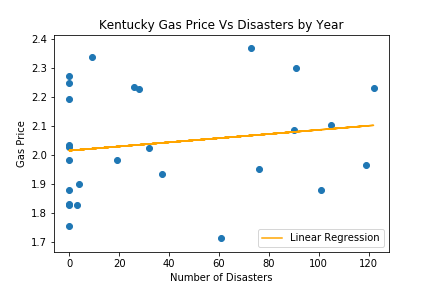 Kentucky Gas Price Vs Disasters by Year
Gas Price
2.4
2.3
2.2
2.1
2.0
1.9
1.8
1.7
0 20 40 60 80 100 120
Number of Disasters
Linear Regression